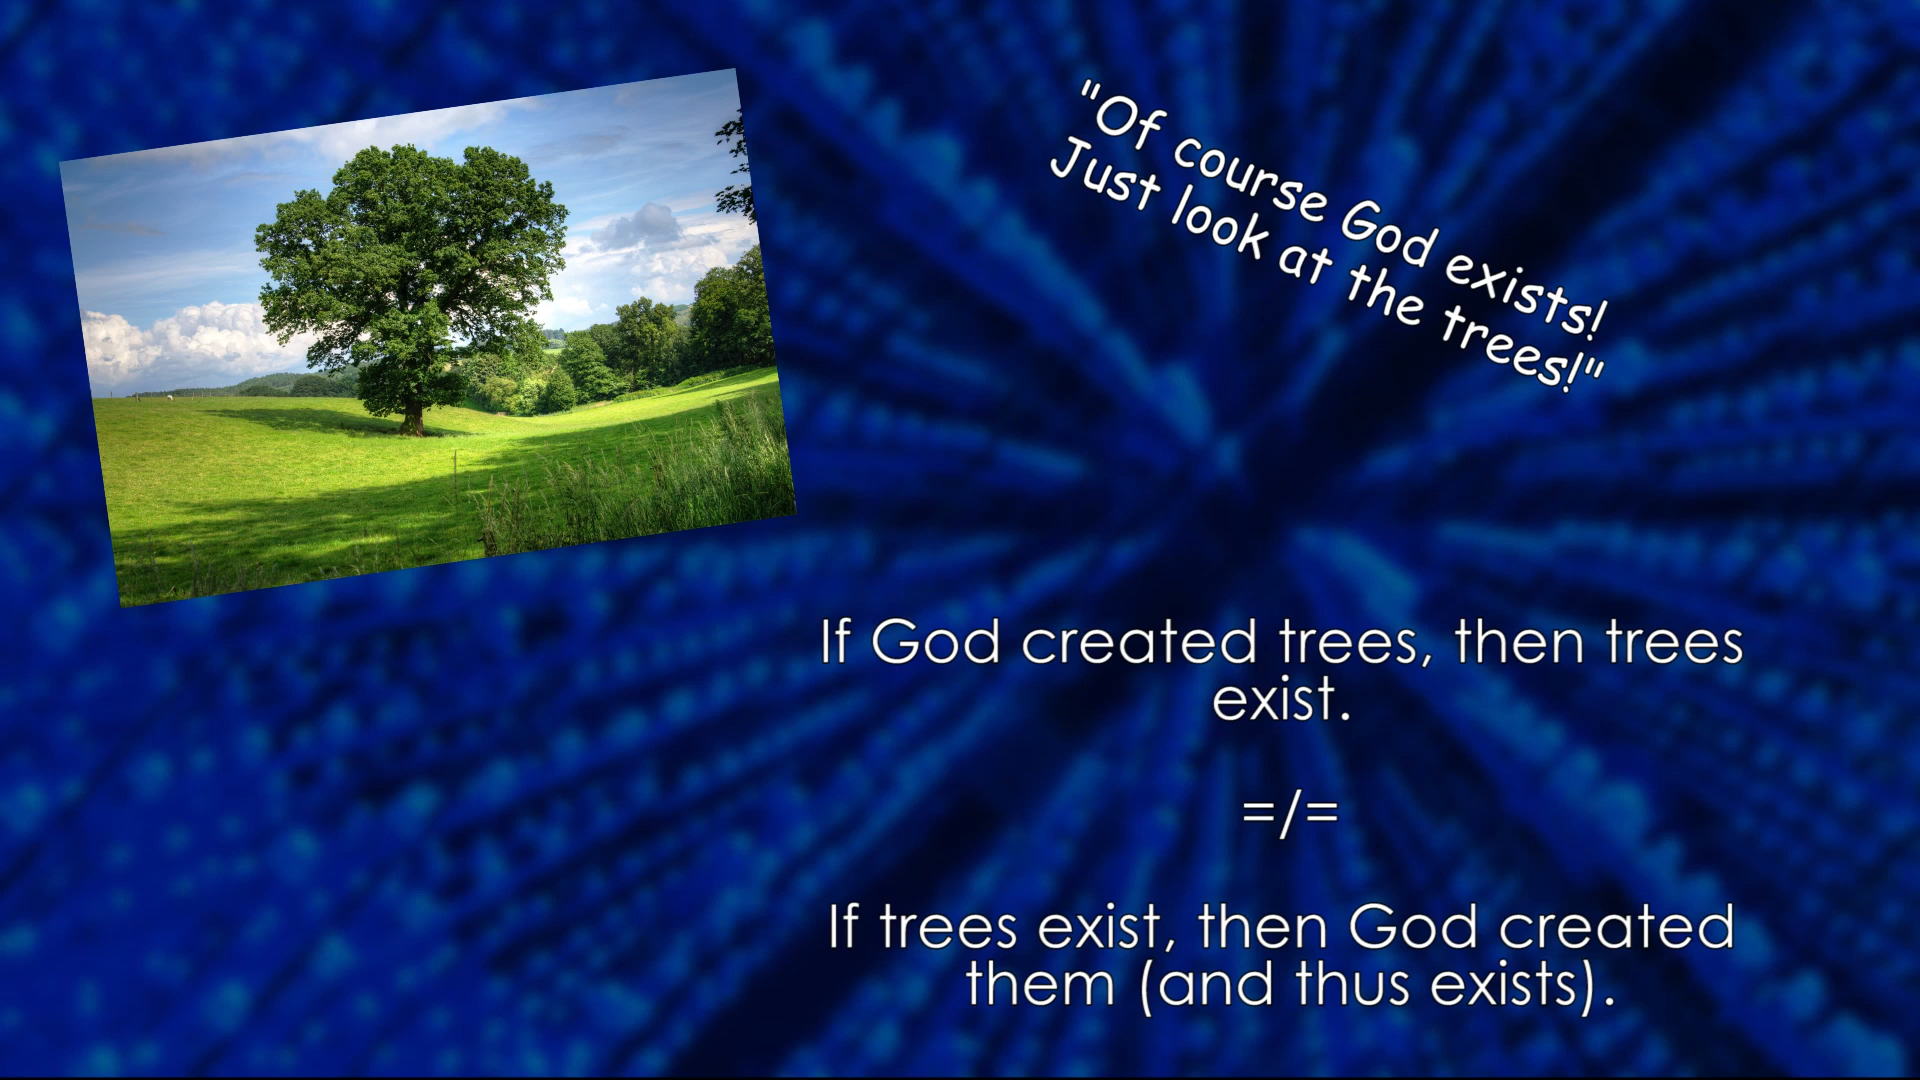 "Of course God exists!
Just look at the trees!"
If God created trees, then trees
exist.
=/=
If trees exist, then God created
them (and thus exists).